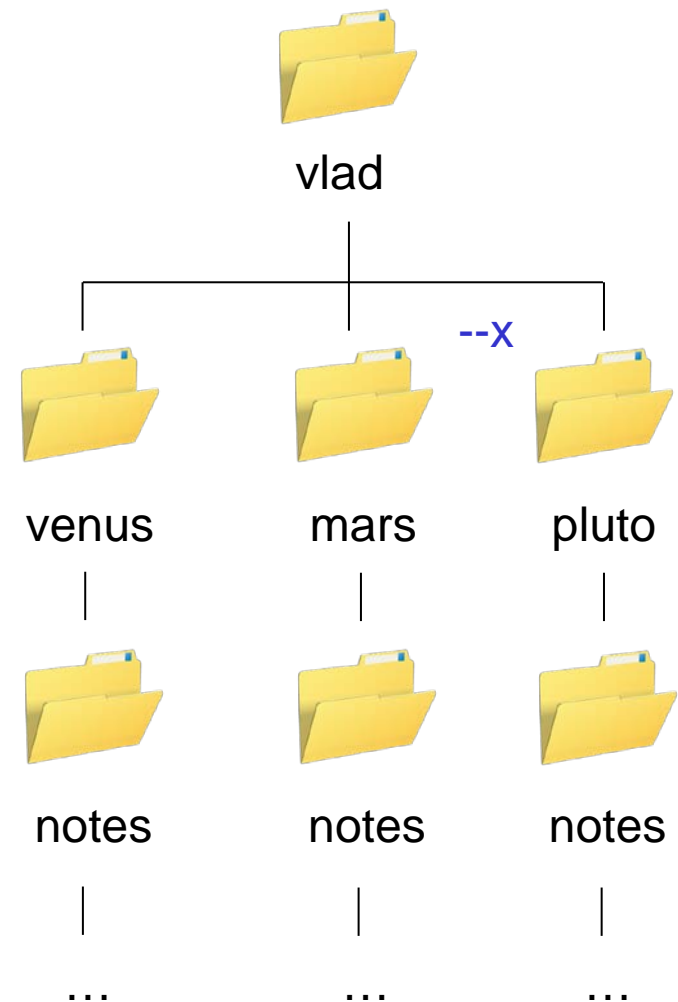 vlad
--x
venus mars pluto
notes notes notes
... ... ...